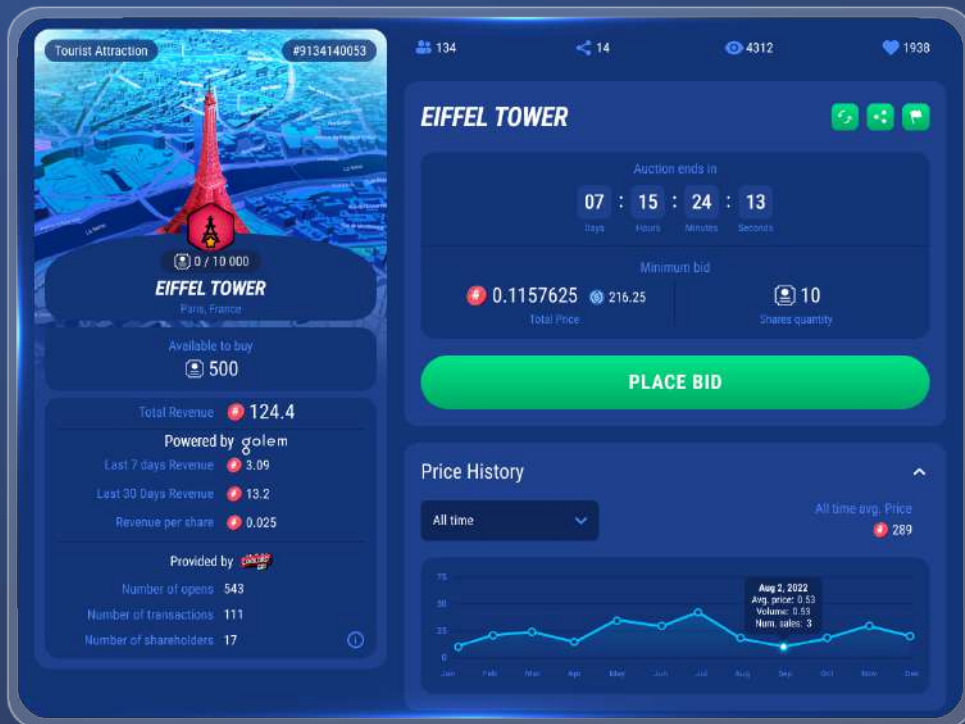 Tourist Attraction
#9134140053
0 / 10 000
EIFFEL TOWER
Paris, France
Available to buy
500
Total Revenue 124.4
Powered by golem
Last 7 days Revenue 3.09
Last 30 Days Revenue 13.2
Revenue per share 0.025
Provided by
Number of opens 543
Number of transactions 111
Number of shareholders 17
134
14
4312
1938
EIFFEL TOWER
Auction ends in
07 : 15 : 24 : 13
Days Hours Minutes Seconds
Minimum bid
0.1157625 216.25
Total Price
10
Shares quantity
PLACE BID
Price History
All time
All time avg. Price
289
75
50
25
0
Aug 2, 2022
Avg. price: 0.53
Volume: 0.53
Num. sales: 3
Jan Feb Mar Apr May Jun Jul Aug Sep Oct Nov Dec